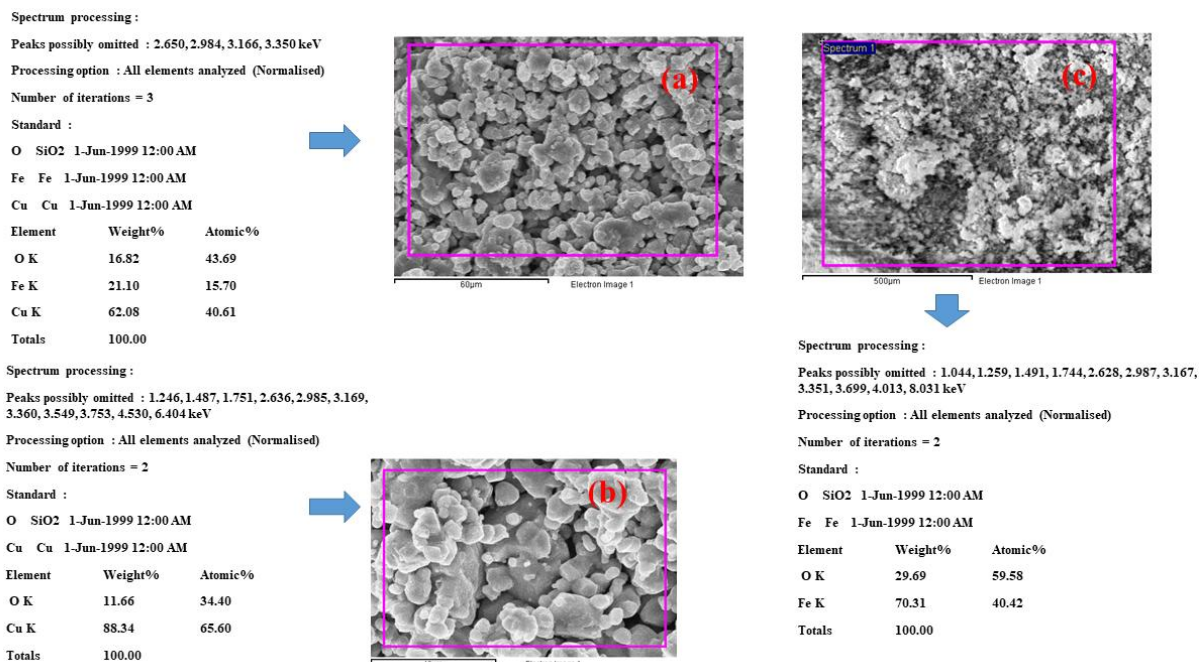 Spectrum processing :
Peaks possibly omitted : 2.650, 2.984, 3.166, 3.350 keV
Processing option : All elements analyzed (Normalised)
Number of iterations = 3
Standard :
O SiO2 1-Jun-1999 12:00 AM
Fe Fe 1-Jun-1999 12:00 AM
Cu Cu 1-Jun-1999 12:00 AM
Element Weight% Atomic%
O K 16.82 43.69
Fe K 21.10 15.70
Cu K 62.08 40.61
Totals 100.00
(a)
60µm Electron Image 1
Spectrum processing :
Peaks possibly omitted : 1.246, 1.487, 1.751, 2.636, 2.985, 3.169,
3.360, 3.549, 3.753, 4.530, 6.404 keV
Processing option : All elements analyzed (Normalised)
Number of iterations = 2
Standard :
O SiO2 1-Jun-1999 12:00 AM
Cu Cu 1-Jun-1999 12:00 AM
Element Weight% Atomic%
O K 11.66 34.40
Cu K 88.34 65.60
Totals 100.00
(b)
Spectrum 1
(c)
500µm Electron Image 1
Spectrum processing :
Peaks possibly omitted : 1.044, 1.259, 1.491, 1.744, 2.628, 2.987, 3.167,
3.351, 3.699, 4.013, 8.031 keV
Processing option : All elements analyzed (Normalised)
Number of iterations = 2
Standard :
O SiO2 1-Jun-1999 12:00 AM
Fe Fe 1-Jun-1999 12:00 AM
Element Weight% Atomic%
O K 29.69 59.58
Fe K 70.31 40.42
Totals 100.00